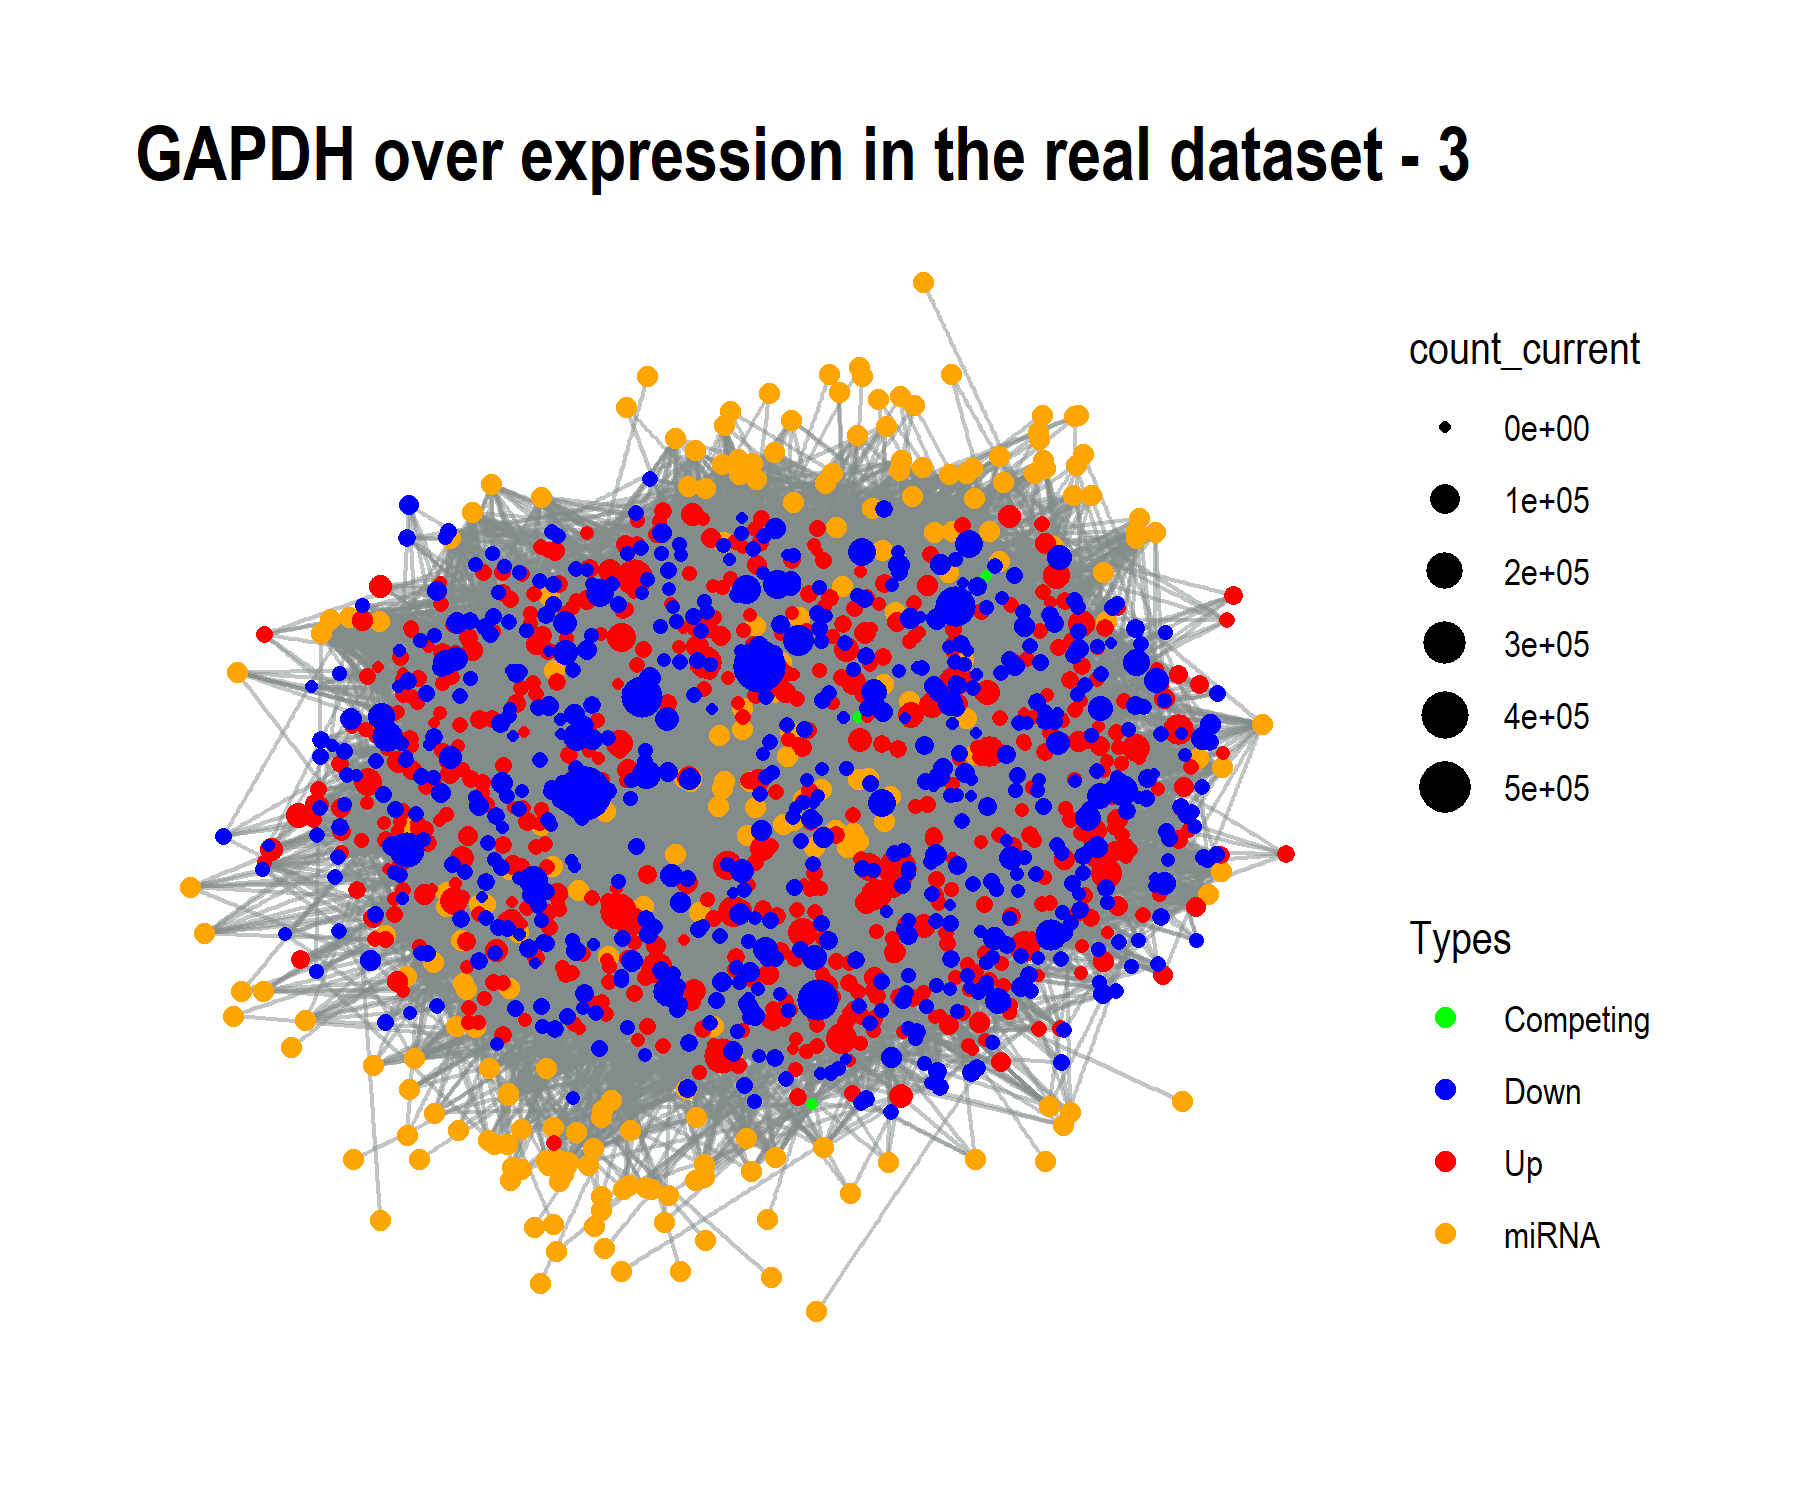 GAPDH over expression in the real dataset - 3
count_current
0e+00
1e+05
2e+05
3e+05
4e+05
5e+05
Types
Competing
Down
Up
miRNA